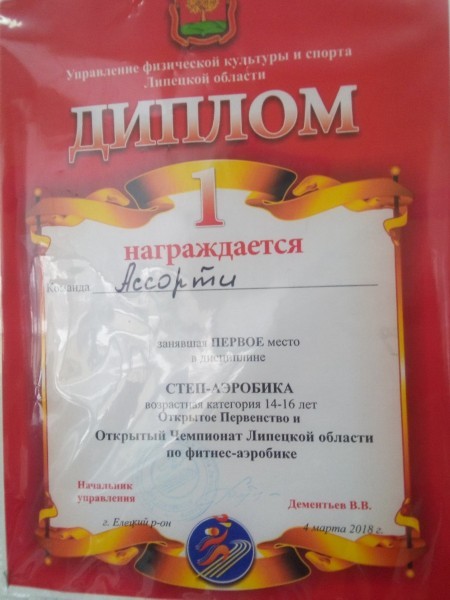 Управление физической культуры и спорта
Липецкой области
ДИПЛОМ
1
награждается
Команда Ассорти
занявшая ПЕРВОЕ место
в дисциплине
СТЕП-АЭРОБИКА
возрастная категория 14-16 лет
Открытое Первенство и
Открытый Чемпионат Липецкой области
по фитнес-аэробике
Начальник
управления
Дементьев В.В.
г. Елецкий р-он
4 марта 2018 г.